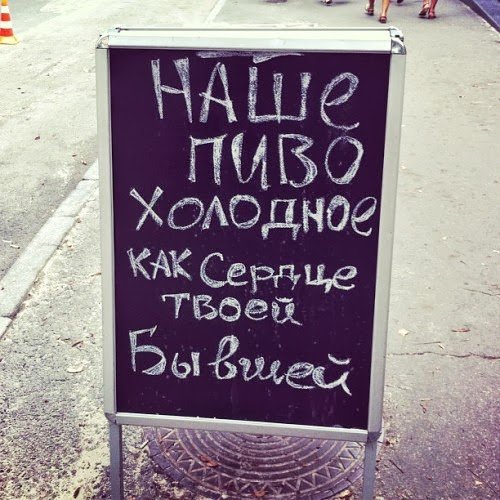 НАШЕ
ПИВО
ХОЛОДНОЕ
КАК Сердце
ТВОЕЙ
Бывшей